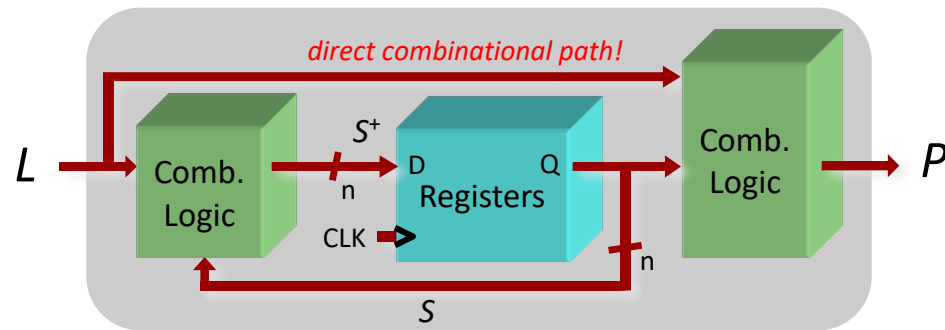 direct combinational path!
L
Comb.
Logic
S+
n
D
Q
Registers
CLK
n
S
Comb.
Logic
P